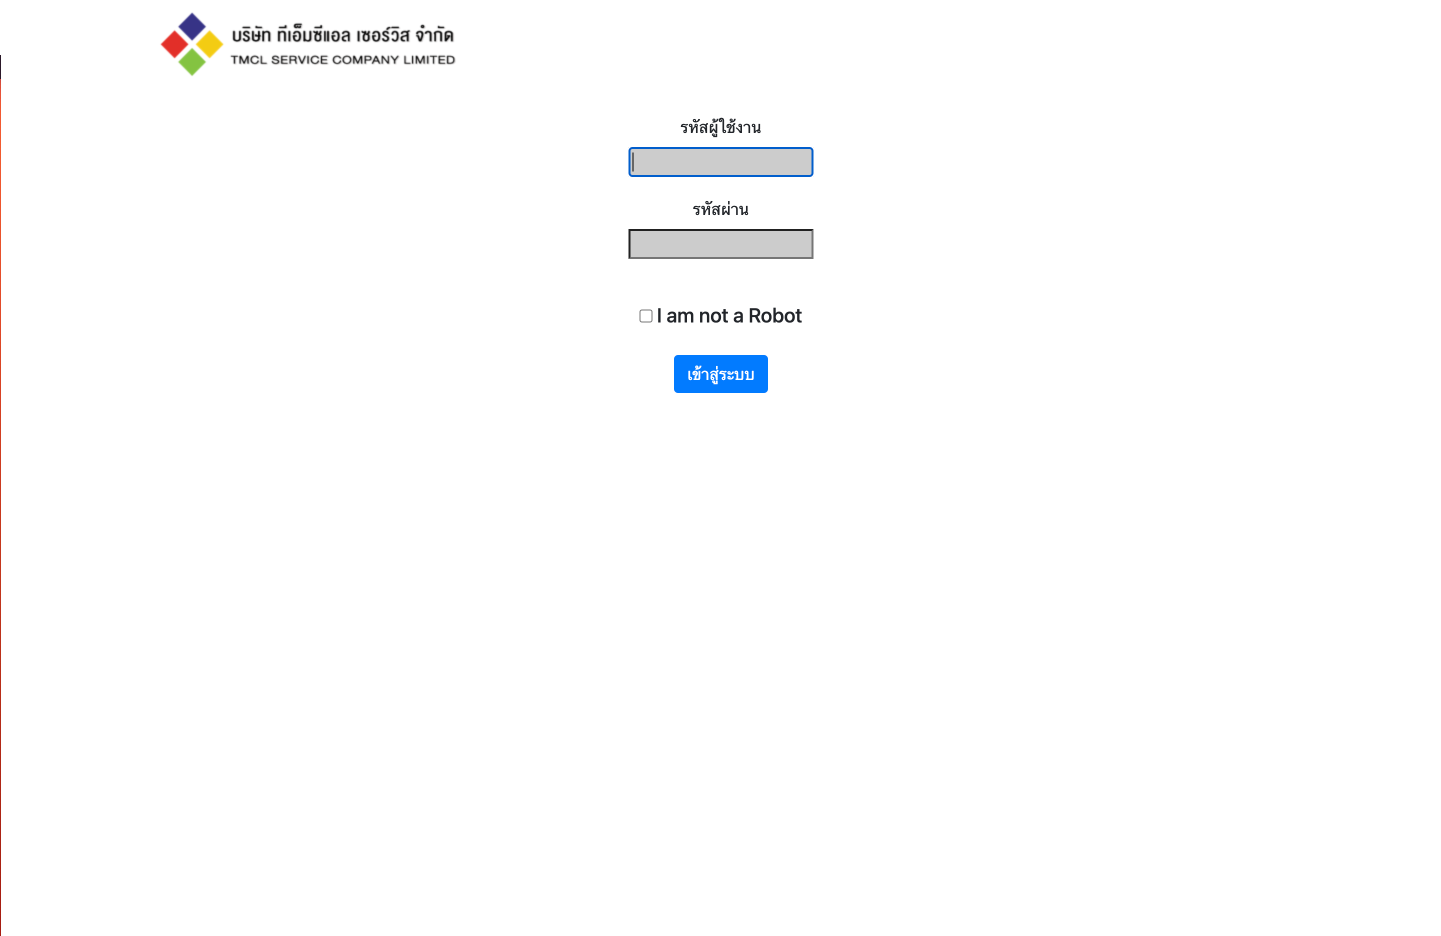 บริษัท ทีเอ็มซีแอล เซอร์วิส จำกัด
TMCL SERVICE COMPANY LIMITED
รหัสผู้ใช้งาน
รหัสผ่าน
I am not a Robot
เข้าสู่ระบบ